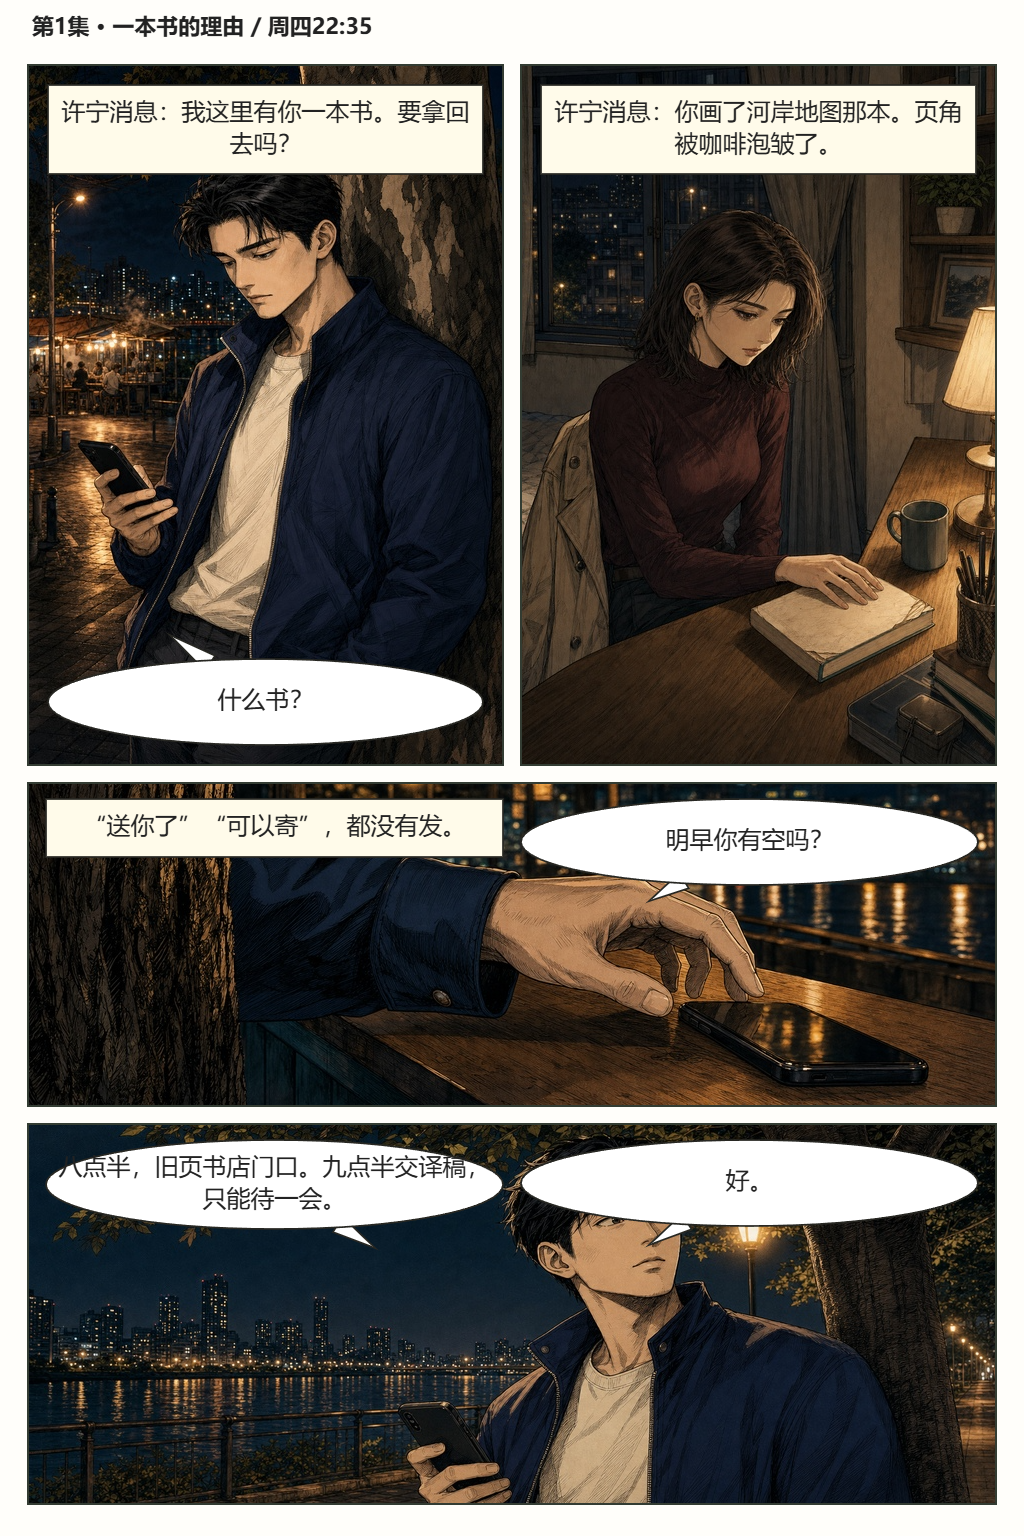 第1集·一本书的理由 / 周四22:35
许宁消息：我这里有你一本书。要拿回
去吗？
许宁消息：你画了河岸地图那本。页角
被咖啡泡皱了。
什么书？
“送你了”“可以寄”，都没有发。
明早你有空吗？
八点半，旧页书店门口。九点半交译稿，
只能待一会。
好。